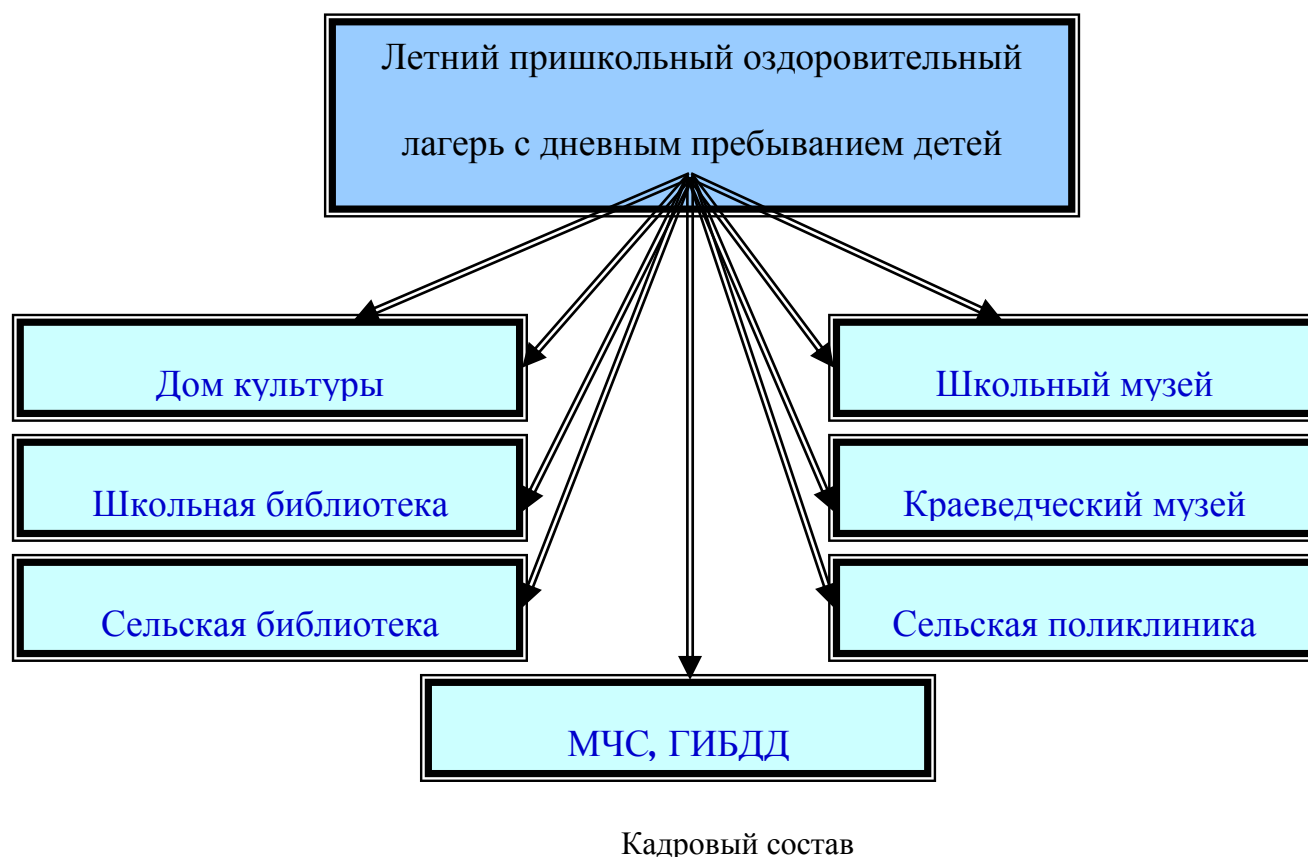 Летний пришкольный оздоровительный
лагерь с дневным пребыванием детей
Дом культуры
Школьный музей
Школьная библиотека
Краеведческий музей
Сельская библиотека
Сельская поликлиника
МЧС, ГИБДД
Кадровый состав